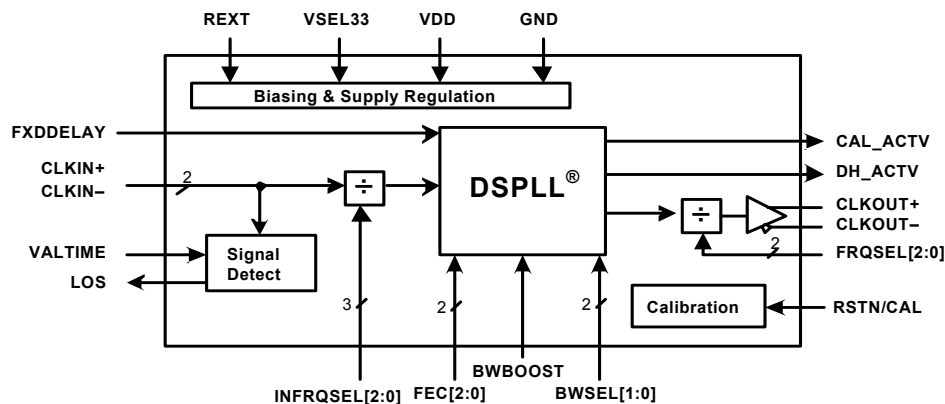 REXT VSEL33 VDD GND
Biasing & Supply Regulation
FXDDELAY
CAL_ACTV
CLKIN+
CLKIN–
2
÷
DSPLL®
DH_ACTV
÷
CLKOUT+
CLKOUT–
2
FRQSEL[2:0]
VALTIME
LOS
Signal
Detect
3
2
2
Calibration
RSTN/CAL
INFRQSEL[2:0]
FEC[2:0]
BWBOOST
BWSEL[1:0]